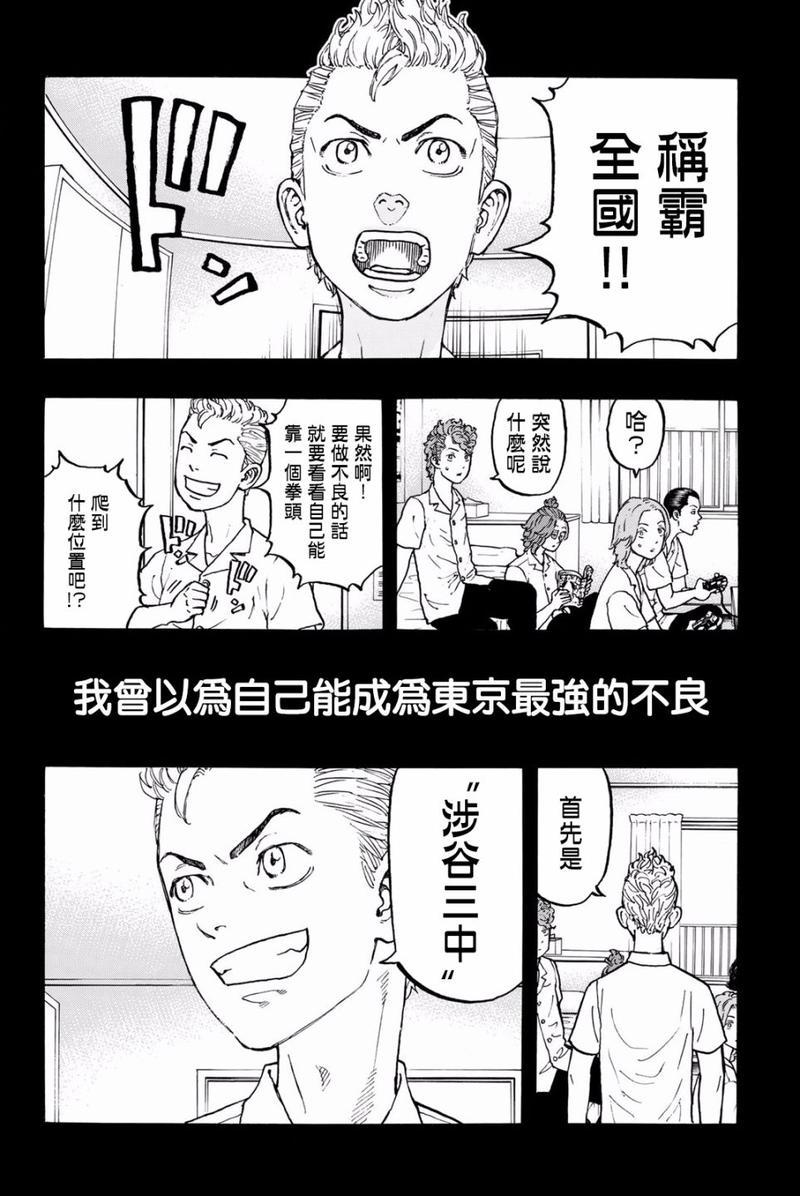 稱霸
全國!!
ドン
哈？
突然說
什麼呢
果然啊！
要做不良的話
就要看看自己能
靠一個拳頭
爬到
什麼位置吧!?
ドン
ドン
我曾以為自己能成為東京最強的不良
首先是
"涉谷三中"